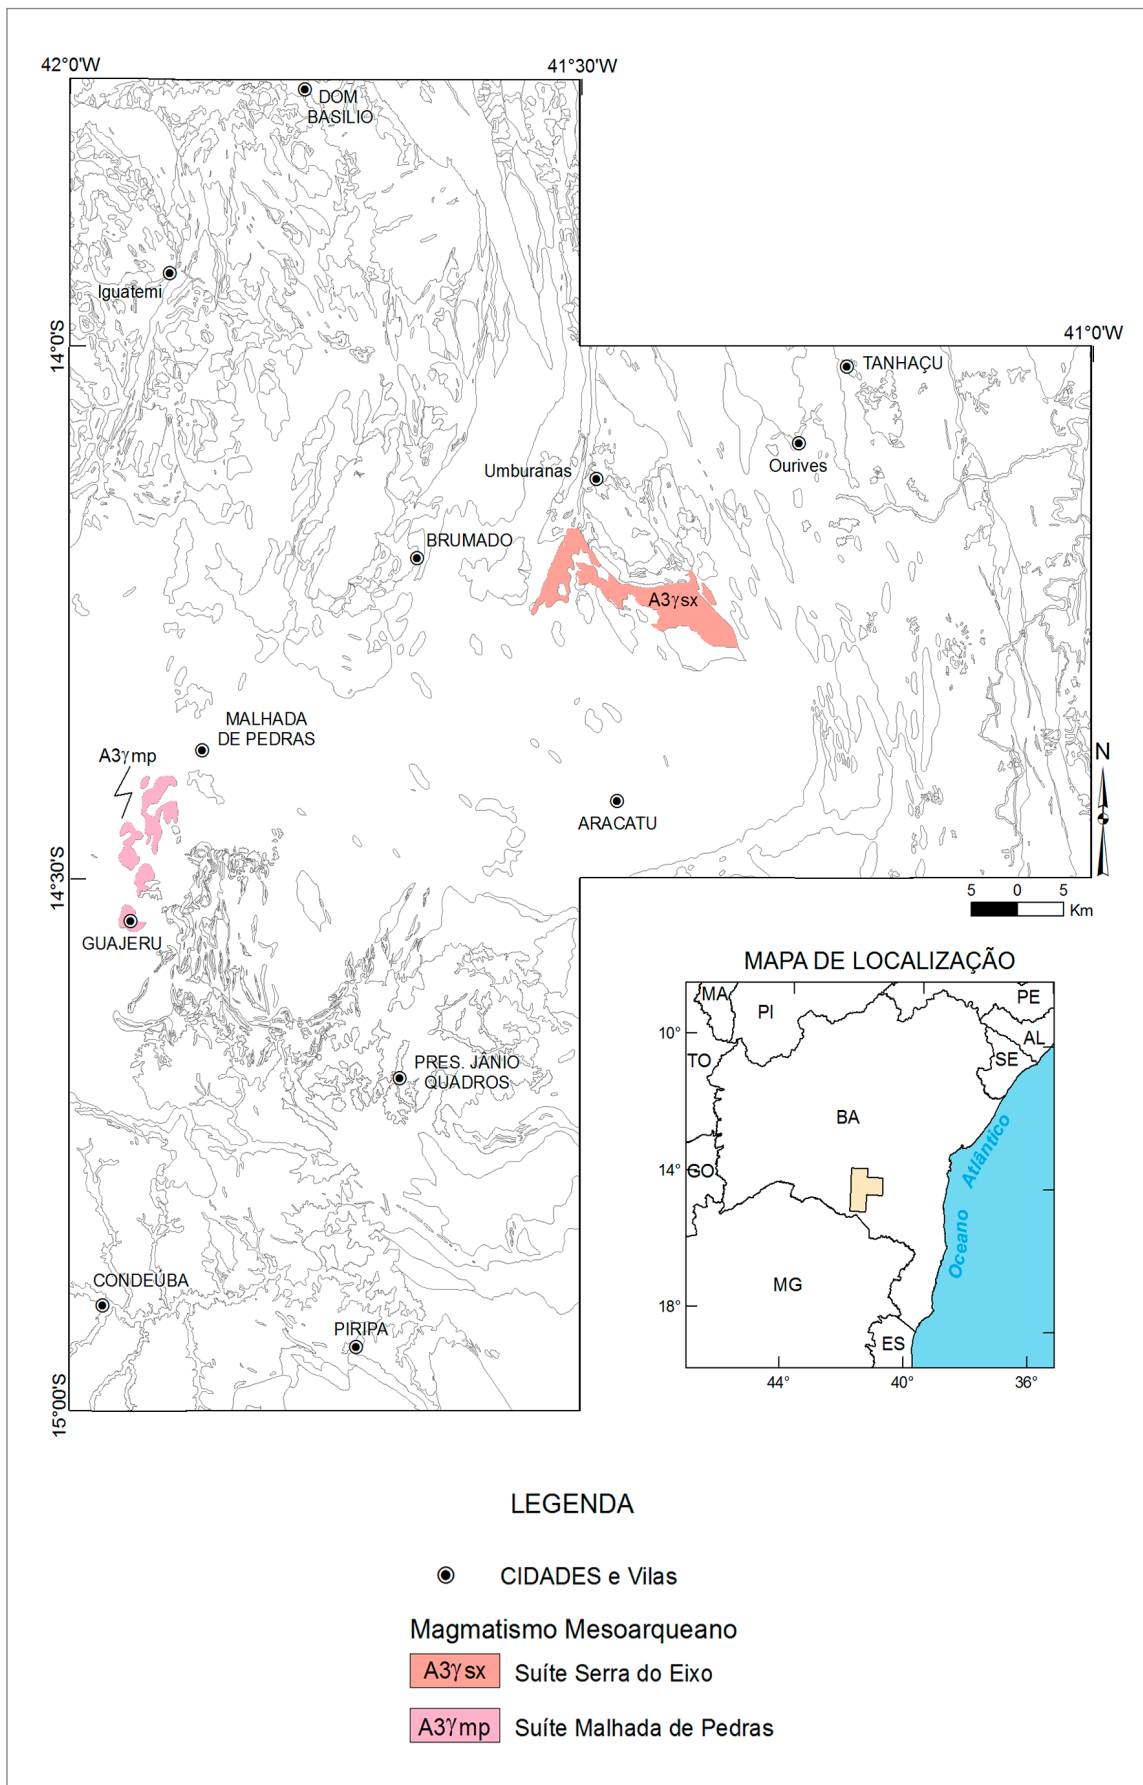 42°0'W
41°30'W
DOM
BASILIO
Iguatemi
14°0'S
41°0'W
TANHAÇU
Ourives
Umburanas
BRUMADO
A3γsx
MALHADA
DE PEDRAS
A3γmp
N
ARACATU
14°30'S
5 0 5
Km
GUAJERU
MAPA DE LOCALIZAÇÃO
MA
PI
PE
10°
AL
TO
SE
BA
Oceano Atlântico
14°
GO
MG
18°
ES
44° 40° 36°
PRES. JÂNIO
QUADROS
CONDEÚBA
PIRIPA
15°00'S
LEGENDA
CIDADES e Vilas
Magmatismo Mesoarqueano
A3γsx Suíte Serra do Eixo
A3γmp Suíte Malhada de Pedras